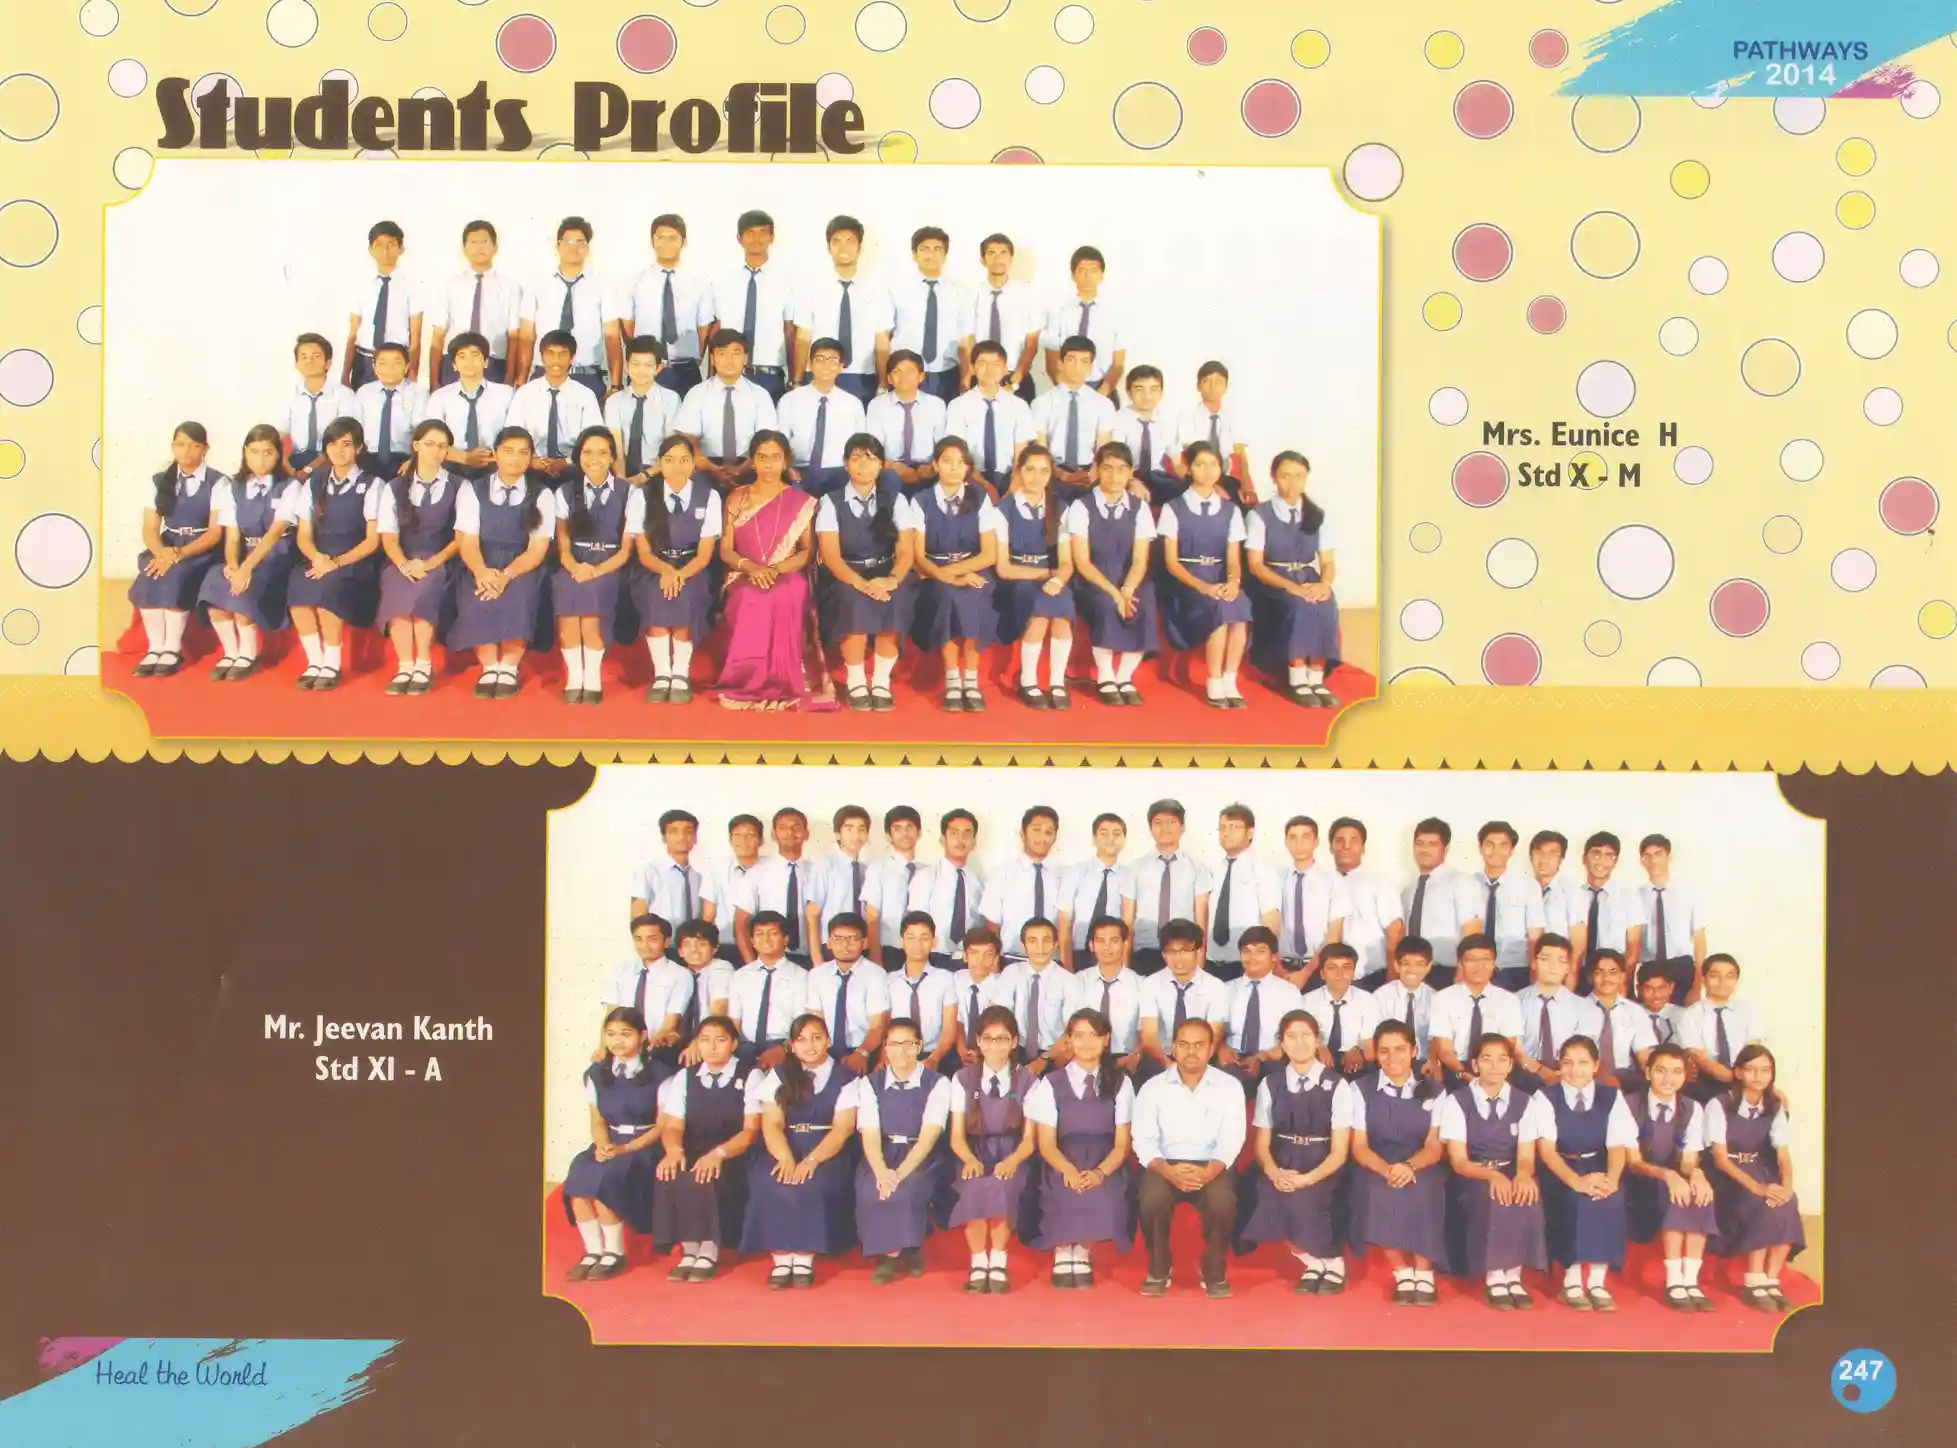 PATHWAYS
2014
Students Profile
Mrs. Eunice H
Std X - M
Mr. Jeevan Kanth
Std XI - A
Heal the World
247